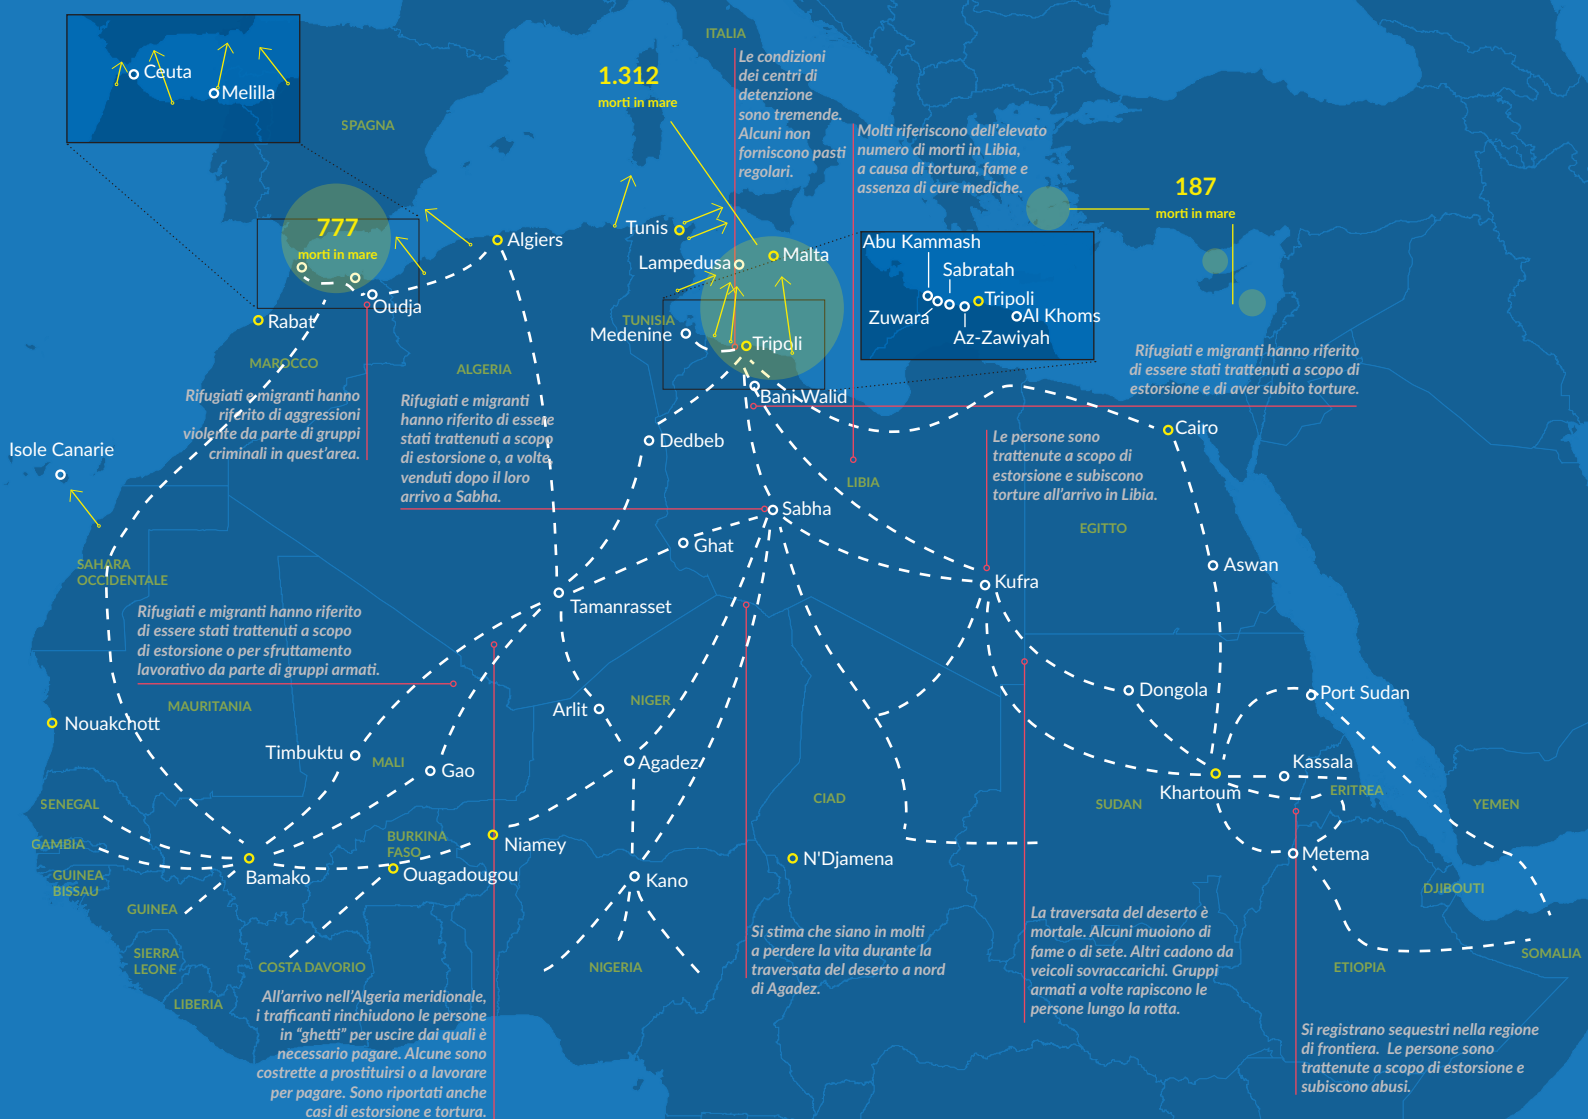 ITALIA
1.312
morti in mare
Le condizioni
dei centri di
detenzione
sono tremende.
Alcuni non
forniscono pasti
regolari.
Ceuta
Melilla
SPAGNA
Molti riferiscono dell'elevato
numero di morti in Libia,
a causa di tortura, fame e
assenza di cure mediche.
187
morti in mare
777
morti in mare
Algiers
Tunis
Lampedusa
Malta
Abu Kammash
Sabratah
Tripoli
Zuwara
Al Khoms
Az-Zawiyah
Oudja
Rabat
TUNISIA
Medenine
Tripoli
MAROCCO
ALGERIA
Bani Walid
Rifugiati e migranti hanno riferito
di essere stati trattenuti a scopo di
estorsione e di aver subito torture.
Rifugiati e migranti hanno
riferito di aggressioni
violente da parte di gruppi
criminali in quest'area.
Rifugiati e migranti
hanno riferito di essere
stati trattenuti a scopo
di estorsione o, a volte,
venduti dopo il loro
arrivo a Sabha.
Isole Canarie
Dedbeb
Cairo
Le persone sono
trattenute a scopo di
estorsione e subiscono
torture all'arrivo in Libia.
LIBIA
Sabha
EGITTO
Ghat
SAHARA
OCCIDENTALE
Aswan
Kufra
Tamanrasset
Rifugiati e migranti hanno riferito
di essere stati trattenuti a scopo
di estorsione o per sfruttamento
lavorativo da parte di gruppi armati.
MAURITANIA
Nouakchott
Arlit
NIGER
Dongola
Port Sudan
Timbuktu
MALI
Gao
Agadez
Kassala
Khartoum
ERITREA
SENEGAL
CIAD
SUDAN
YEMEN
GAMBIA
BURKINA
FASO
Niamey
N'Djamena
Metema
GUINEA
BISSAU
Bamako
Ouagadougou
Kano
DJIBOUTI
GUINEA
SIERRA
LEONE
COSTA DAVORIO
NIGERIA
ETIOPIA
SOMALIA
LIBERIA
Si stima che siano in molti
a perdere la vita durante la
traversata del deserto a nord
di Agadez.
La traversata del deserto è
mortale. Alcuni muoiono di
fame o di sete. Altri cadono da
veicoli sovraccarichi. Gruppi
armati a volte rapiscono le
persone lungo la rotta.
All'arrivo nell'Algeria meridionale,
i trafficanti rinchiudono le persone
in "ghetti" per uscire dai quali è
necessario pagare. Alcune sono
costrette a prostituirsi o a lavorare
per pagare. Sono riportati anche
casi di estorsione e tortura.
Si registrano sequestri nella regione
di frontiera. Le persone sono
trattenute a scopo di estorsione e
subiscono abusi.